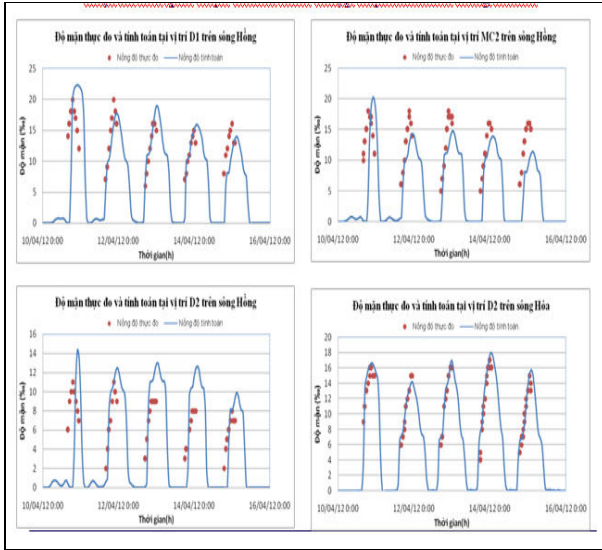 Độ mặn thực đo và tính toán tại vị trí D1 trên sông Hồng
Nồng độ thực đo
Nồng độ tính toán
Độ mặn (‰)
25
20
15
10
5
0
10/04/12 0:00
12/04/12 0:00
14/04/12 0:00
16/04/12 0:00
Thời gian(h)
Độ mặn thực đo và tính toán tại vị trí MC2 trên sông Hồng
Nồng độ thực đo
Nồng độ tính toán
Độ mặn (‰)
25
20
15
10
5
0
10/04/12 0:00
12/04/12 0:00
14/04/12 0:00
16/04/12 0:00
Thời gian(h)
Độ mặn thực đo và tính toán tại vị trí D2 trên sông Hồng
Nồng độ thực đo
Nồng độ tính toán
Độ mặn (‰)
16
14
12
10
8
6
4
2
0
10/04/12 0:00
12/04/12 0:00
14/04/12 0:00
16/04/12 0:00
Thời gian(h)
Độ mặn thực đo và tính toán tại vị trí D2 trên sông Hóa
Nồng độ thực đo
Nồng độ tính toán
Độ mặn (‰)
20
18
16
14
12
10
8
6
4
2
0
10/04/12 0:00
12/04/12 0:00
14/04/12 0:00
16/04/12 0:00
Thời gian(h)